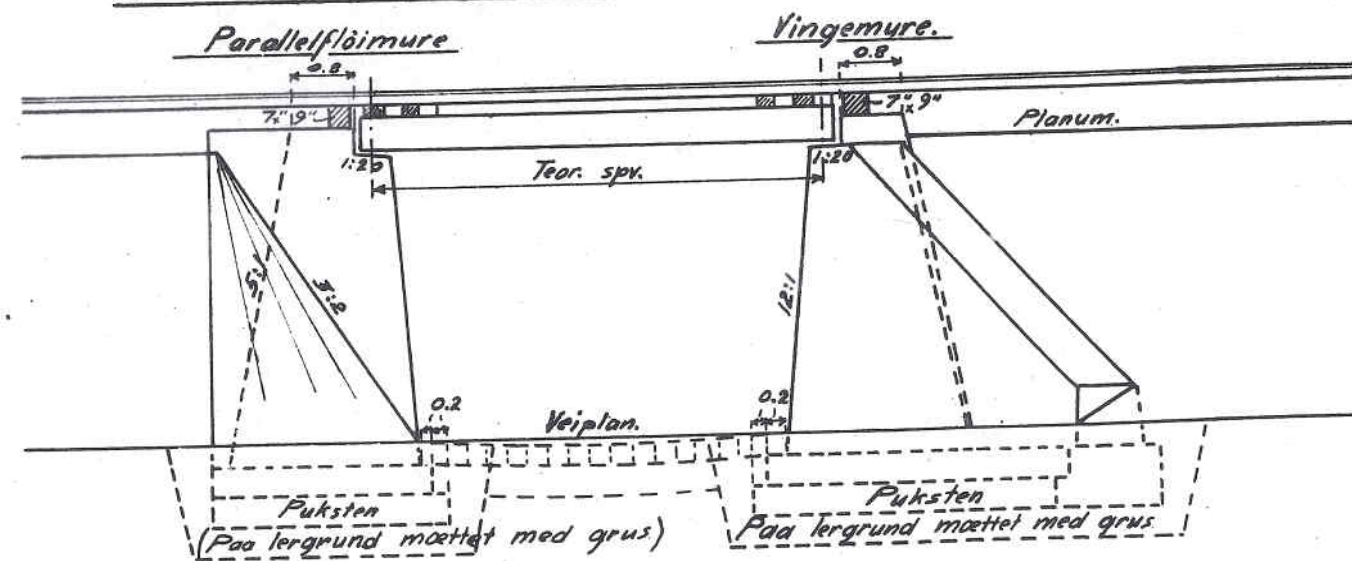 Parallelflöimure
Vingemure.
0.8
0.8
7"x 9"
7"x 9"
Planum.
1:20
1:20
Teor. spv.
5:1
3:2
12:1
0.2
0.2
Veiplan.
Puksten
Puksten
(Paa lergrund mættet med grus)
Paa lergrund mættet med grus